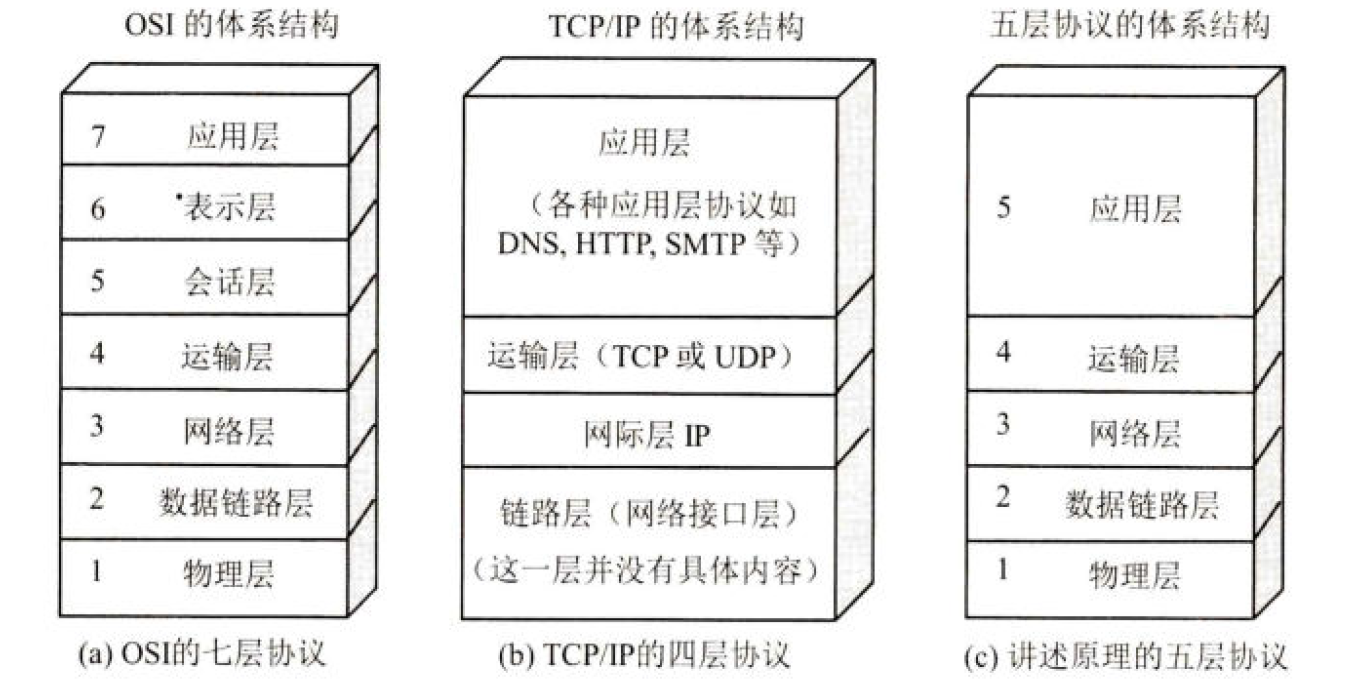 OSI 的体系结构
7 应用层
6 表示层
5 会话层
4 运输层
3 网络层
2 数据链路层
1 物理层
(a) OSI的七层协议
TCP/IP 的体系结构
应用层
（各种应用层协议如
DNS, HTTP, SMTP 等）
运输层（TCP 或 UDP）
网际层 IP
链路层（网络接口层）
（这一层并没有具体内容）
(b) TCP/IP的四层协议
五层协议的体系结构
5 应用层
4 运输层
3 网络层
2 数据链路层
1 物理层
(c) 讲述原理的五层协议